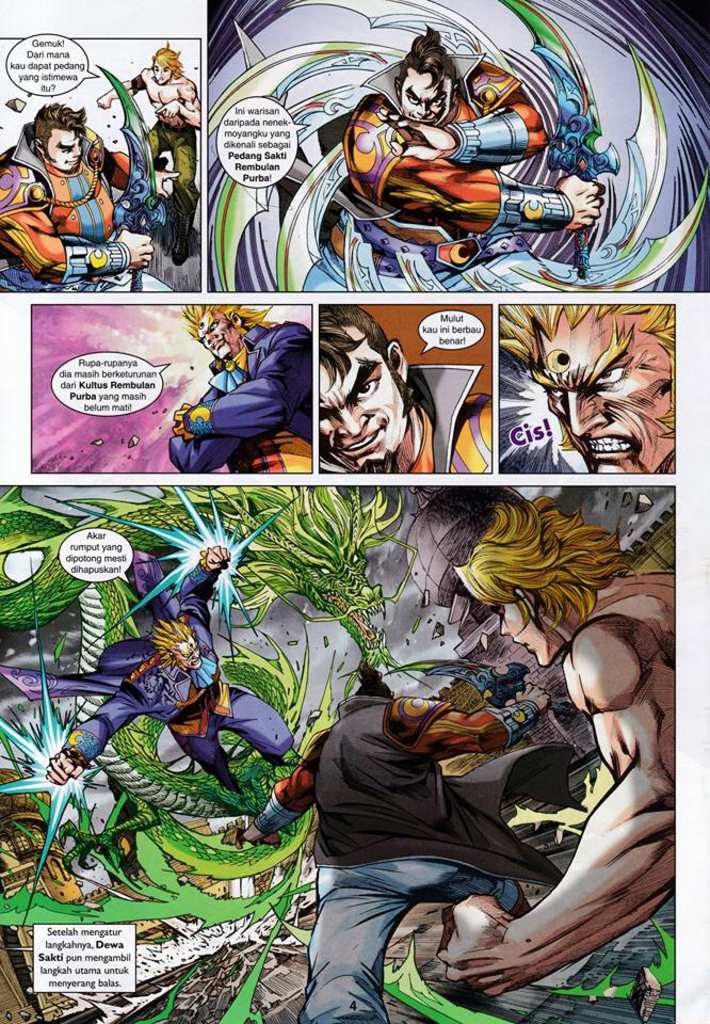 Gemuk!
Dari mana
kau dapat pedang
yang istimewa
itu?
Ini warisan
daripada nenek-
moyangku yang
dikenali sebagai
Pedang Sakti
Rembulan
Purba!
Rupa-rupanya
dia masih berketurunan
dari Kultus Rembulan
Purba yang masih
belum mati!
Mulut
kau ini berbau
benar!
Cis!
Akar
rumput yang
dipotong mesti
dihapuskan!
Setelah mengatur
langkahnya, Dewa
Sakti pun mengambil
langkah utama untuk
menyerang balas.
4